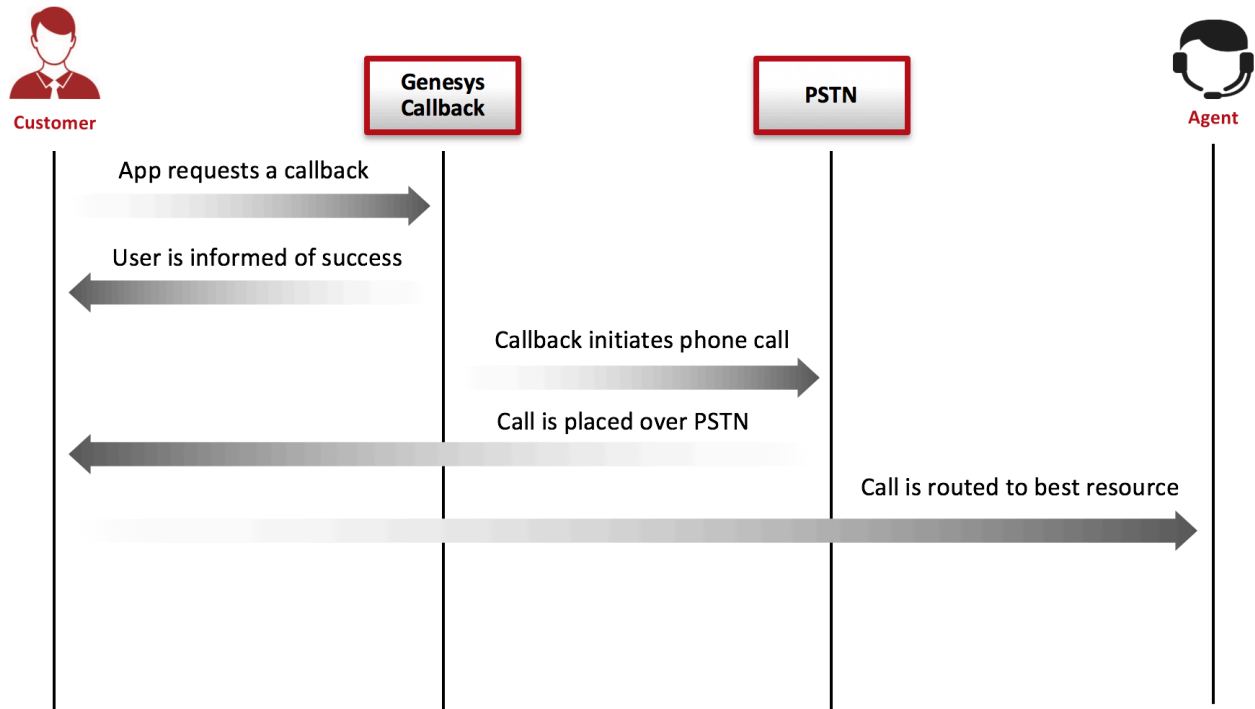 Genesys
Callback
PSTN
Customer
Agent
App requests a callback
User is informed of success
Callback initiates phone call
Call is placed over PSTN
Call is routed to best resource